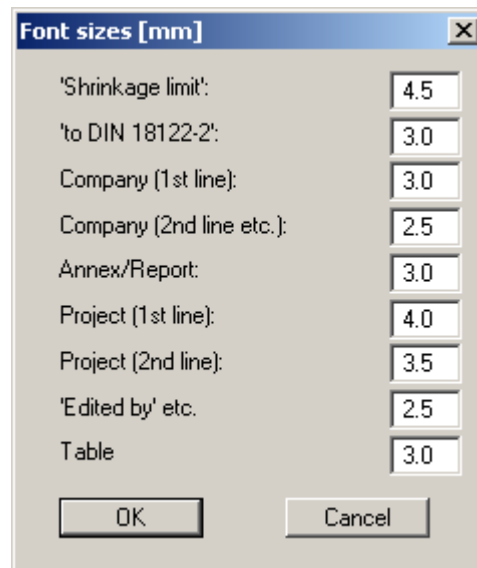 Font sizes [mm]
'Shrinkage limit': 4.5
'to DIN 18122-2': 3.0
Company (1st line): 3.0
Company (2nd line etc.): 2.5
Annex/Report: 3.0
Project (1st line): 4.0
Project (2nd line): 3.5
'Edited by' etc. 2.5
Table 3.0
OK Cancel